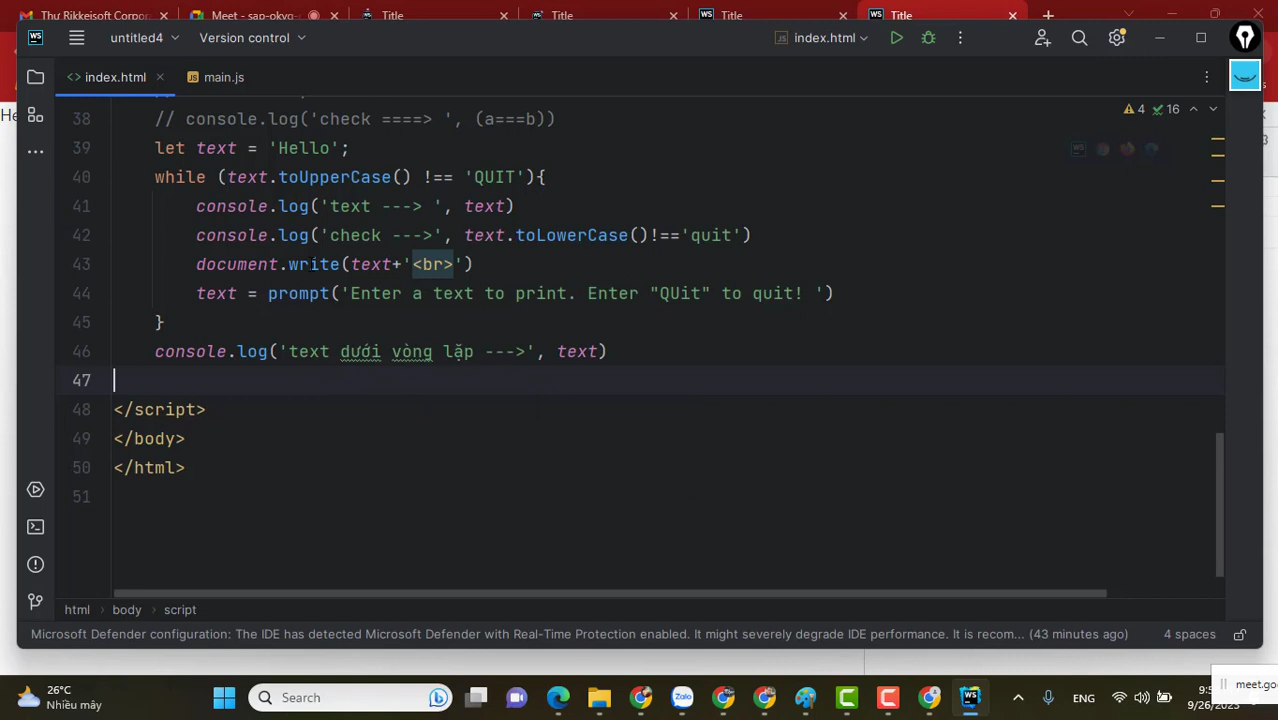 Thư Rikkeisoft Corpora
Meet - sap-okyg-
Title
Title
Title
Title
untitled4
Version control
index.html
index.html
main.js
4
16
38 // console.log('check ====> ', (a===b))
39 let text = 'Hello';
40 while (text.toUpperCase() !== 'QUIT'){
41 console.log('text ---> ', text)
42 console.log('check --->', text.toLowerCase()!=='quit')
43 document.write(text+'<br>')
44 text = prompt('Enter a text to print. Enter "QUit" to quit! ')
45 }
46 console.log('text dưới vòng lặp --->', text)
47
48 </script>
49 </body>
50 </html>
51
html > body > script
Microsoft Defender configuration: The IDE has detected Microsoft Defender with Real-Time Protection enabled. It might severely degrade IDE performance. It is recom... (43 minutes ago)
4 spaces
26°C
Nhiều mây
Search
ENG
meet.go